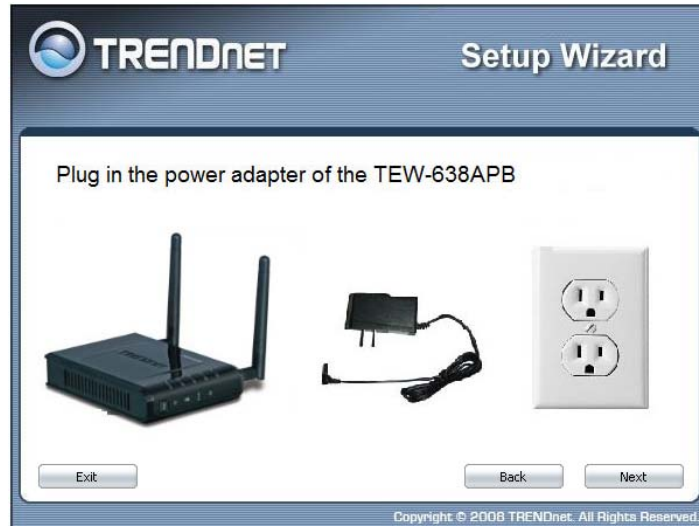 TRENDNET
Setup Wizard
Plug in the power adapter of the TEW-638APB
TRENDNET
Exit
Back
Next
Copyright © 2008 TRENDnet. All Rights Reserved.